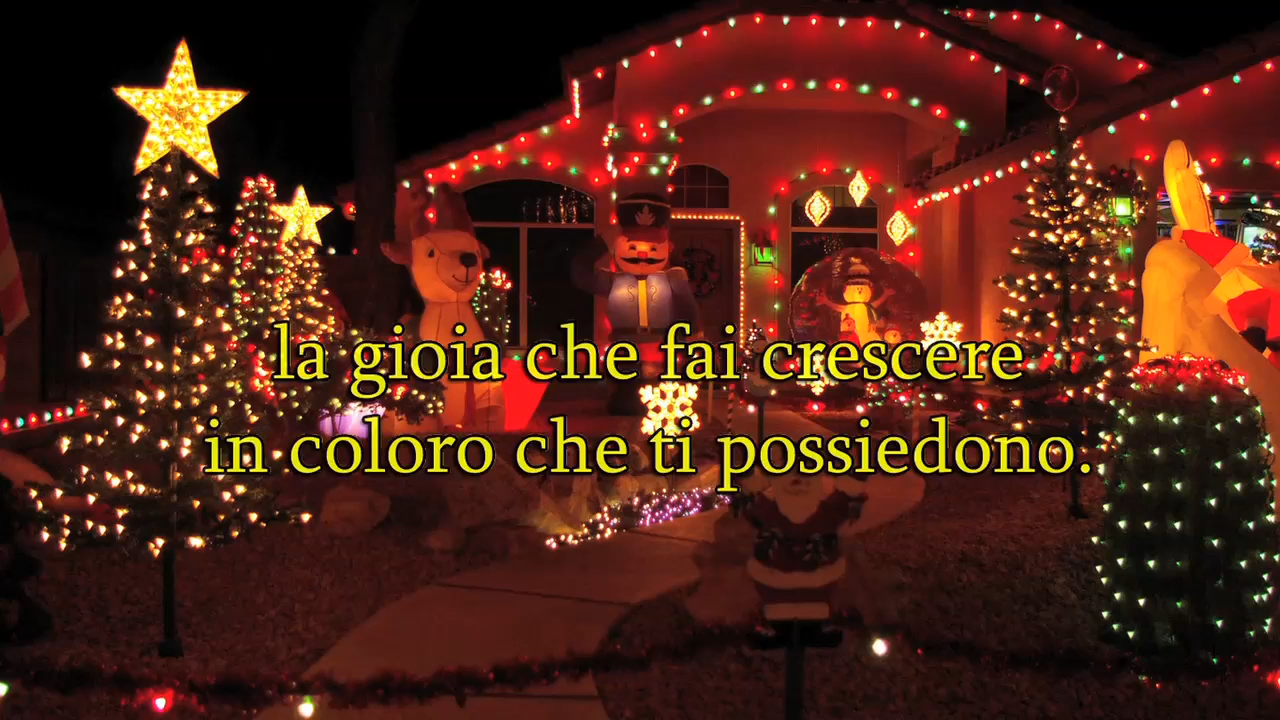 la gioia che fai crescere
in coloro che ti possiedono.